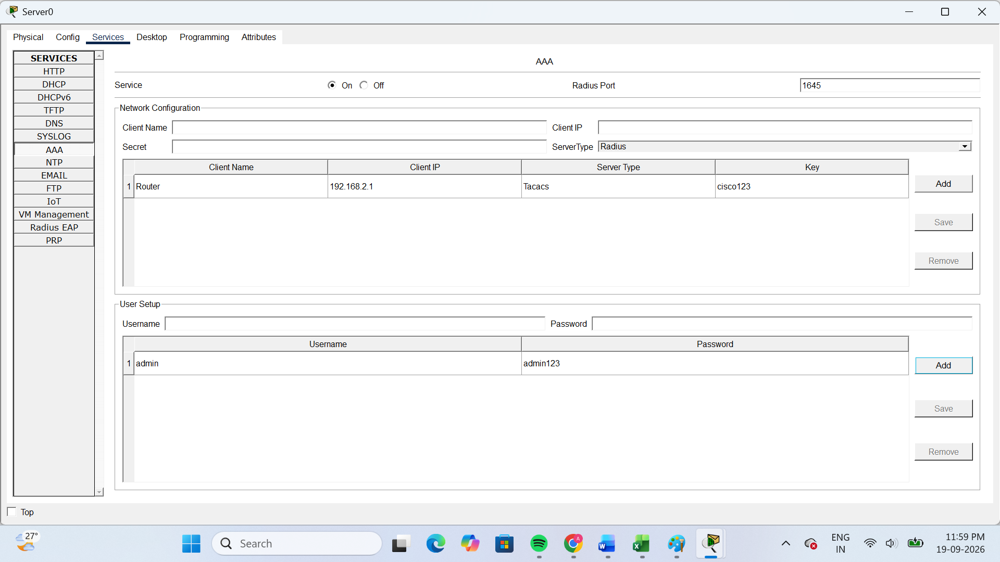 Server0
Physical Config Services Desktop Programming Attributes
SERVICES
HTTP
DHCP
DHCPv6
TFTP
DNS
SYSLOG
AAA
NTP
EMAIL
FTP
IoT
VM Management
Radius EAP
PRP
AAA
Service On Off Radius Port 1645
Network Configuration
Client Name Client IP
Secret ServerType Radius
Client Name Client IP Server Type Key
1 Router 192.168.2.1 Tacacs cisco123
Add
Save
Remove
User Setup
Username Password
Username Password
1 admin admin123
Add
Save
Remove
Top
27°
Search
A
ENG
IN
11:59 PM
19-09-2026